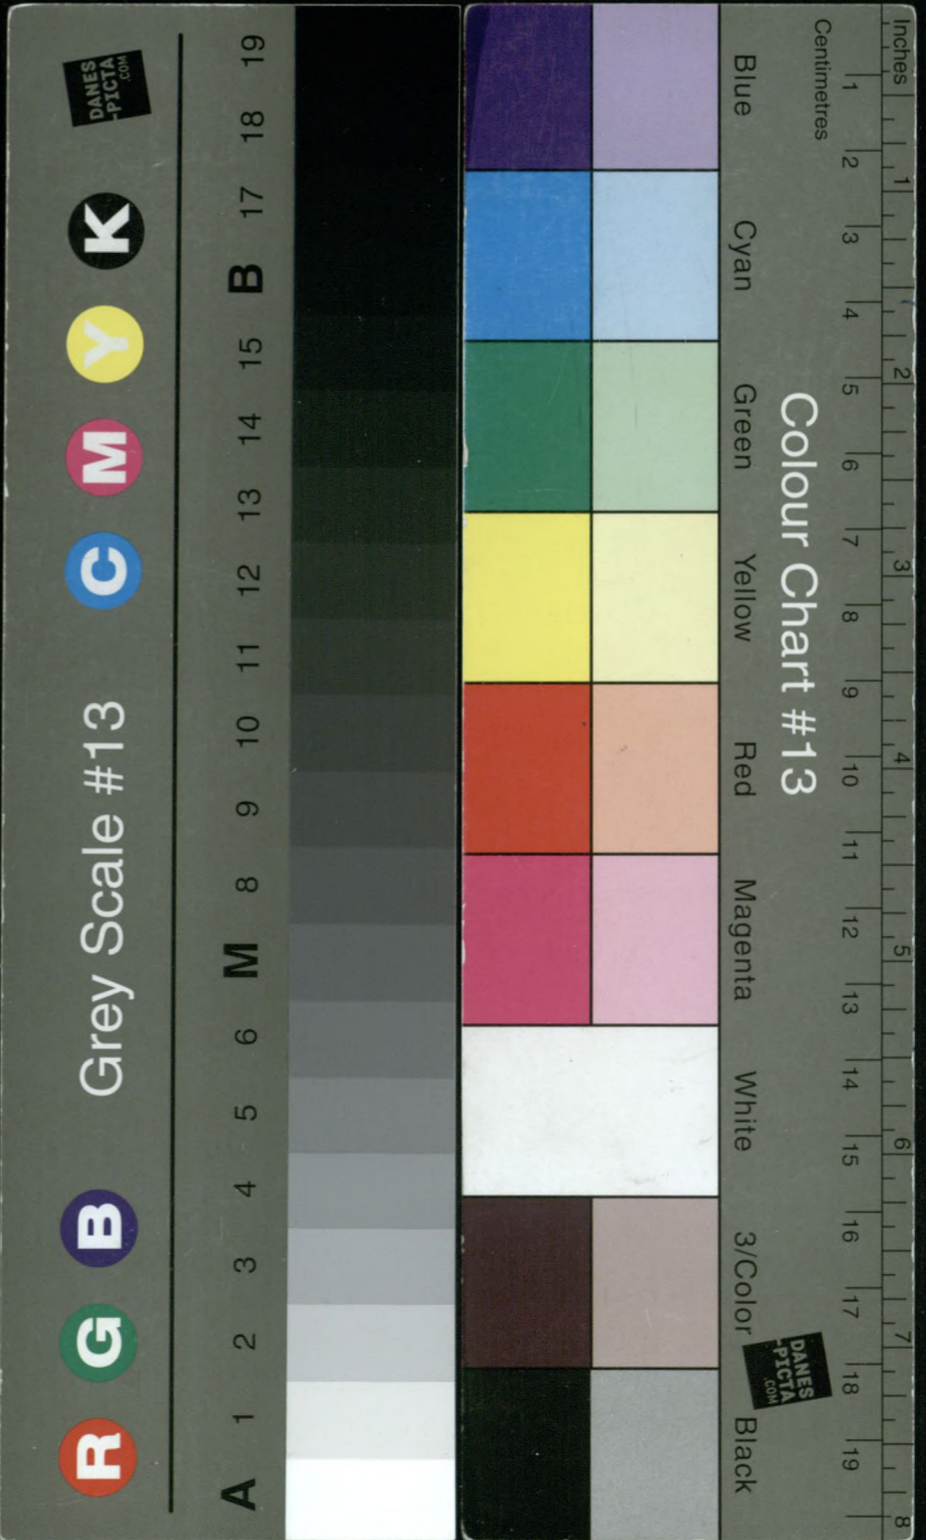 R G B Grey Scale #13 C M Y K DANES
-PICTA
.COM
A 1 2 3 4 5 6 M 8 9 10 11 12 13 14 15 B 17 18 19
Inches 1 2 3 4 5 6 7 8
Centimetres 1 2 3 4 5 6 7 8 9 10 11 12 13 14 15 16 17 18 19
Colour Chart #13
DANES
-PICTA
.COM
Blue Cyan Green Yellow Red Magenta White 3/Color Black